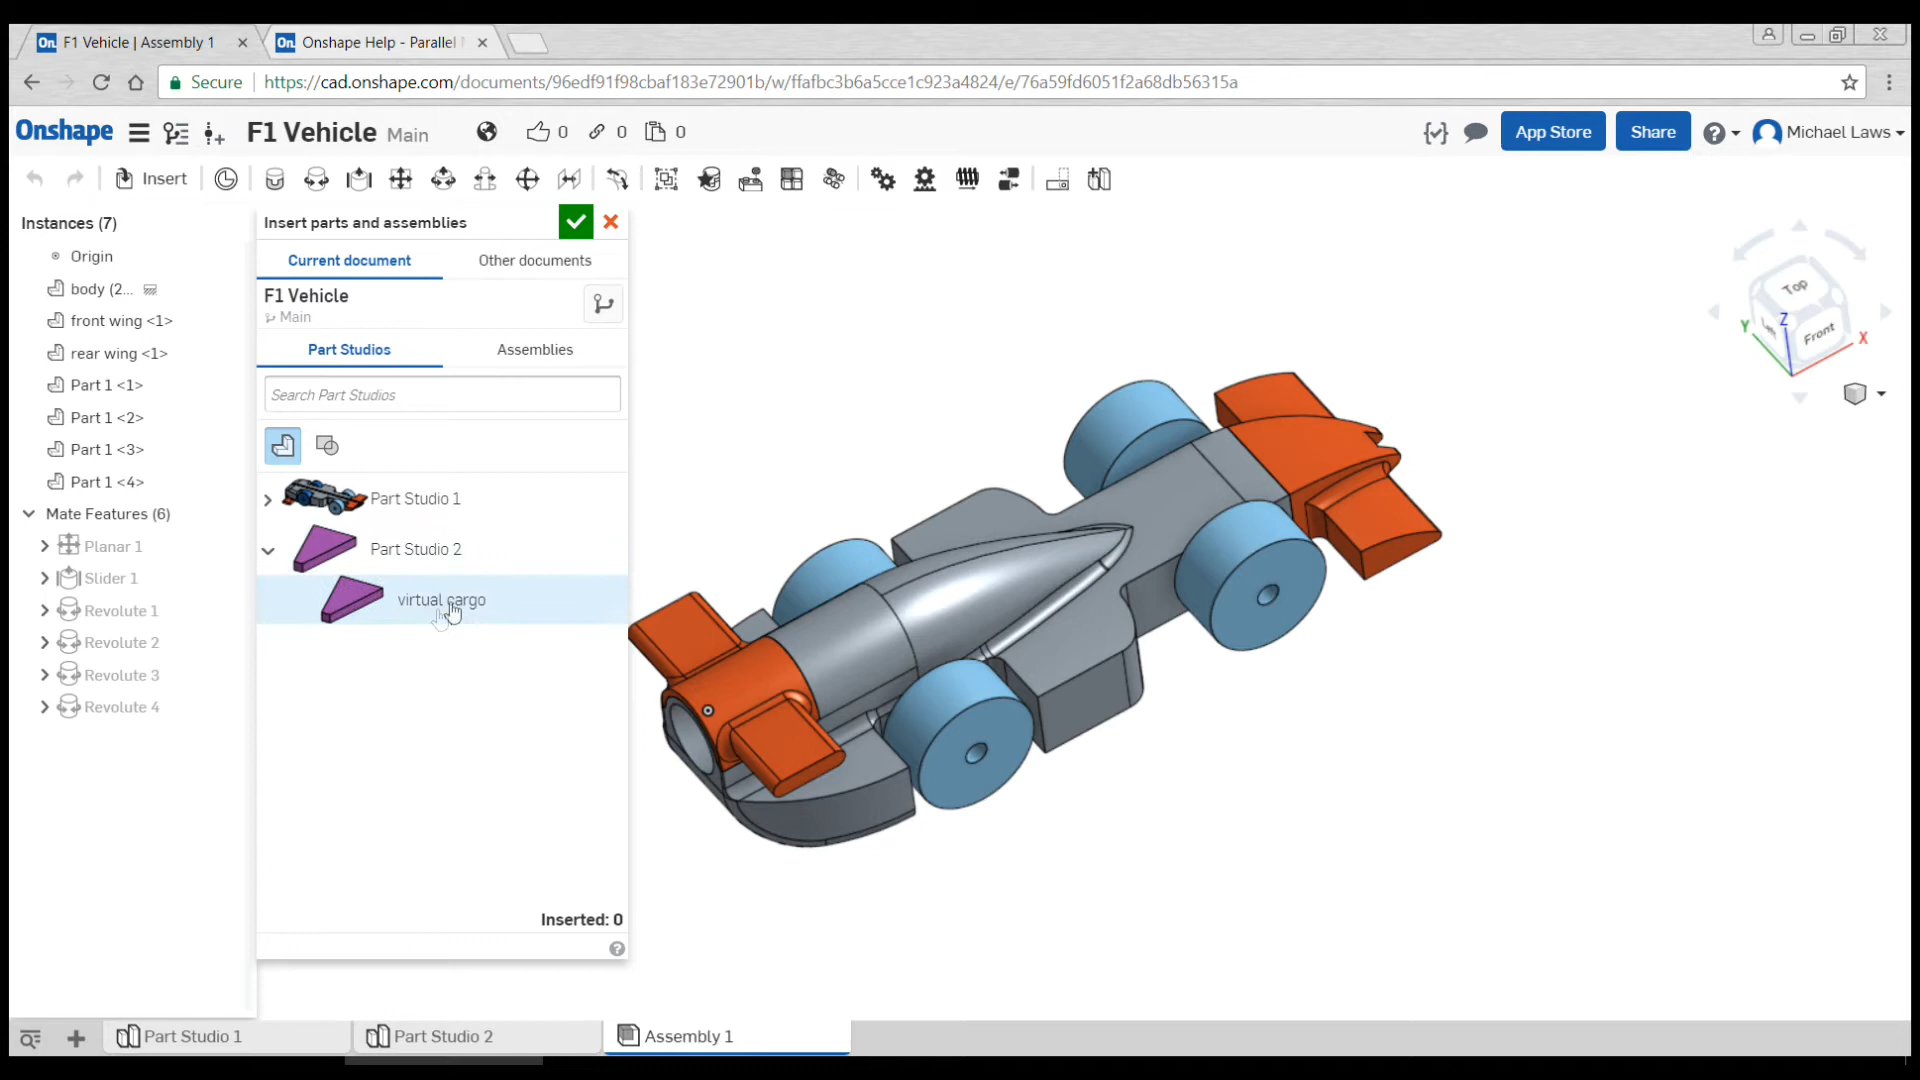 F1 Vehicle | Assembly 1
Onshape Help - Parallel
Secure
https://cad.onshape.com/documents/96edf91f98cbaf183e72901b/w/ffafbc3b6a5cce1c923a4824/e/76a59fd6051f2a68db56315a
Onshape
F1 Vehicle Main
0
0
0
App Store
Share
Michael Laws
Insert
Instances (7)
Origin
body (2...
front wing <1>
rear wing <1>
Part 1 <1>
Part 1 <2>
Part 1 <3>
Part 1 <4>
Mate Features (6)
Planar 1
Slider 1
Revolute 1
Revolute 2
Revolute 3
Revolute 4
Insert parts and assemblies
Current document
Other documents
F1 Vehicle
Main
Part Studios
Assemblies
Search Part Studios
Part Studio 1
Part Studio 2
virtual cargo
Inserted: 0
Top
Front
X
Y
Z
Part Studio 1
Part Studio 2
Assembly 1